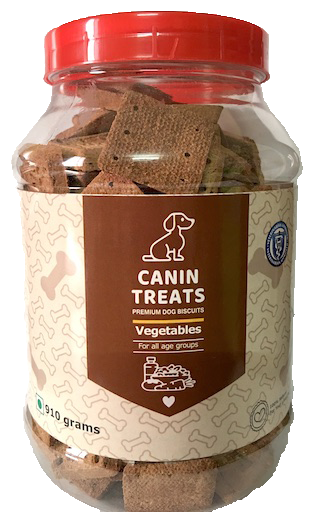 CANIN
TREATS
PREMIUM DOG BISCUITS
Vegetables
For all age groups
910 grams